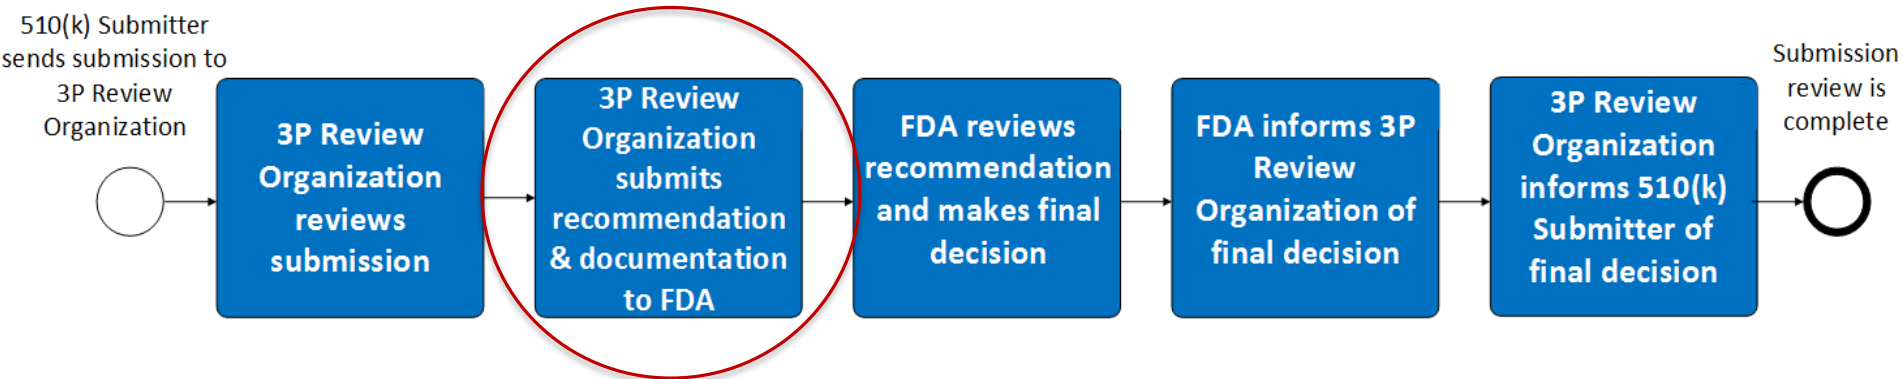 510(k) Submitter
sends submission to
3P Review
Organization
3P Review
Organization
reviews
submission
3P Review
Organization
submits
recommendation
& documentation
to FDA
FDA reviews
recommendation
and makes final
decision
FDA informs 3P
Review
Organization of
final decision
3P Review
Organization
informs 510(k)
Submitter of
final decision
Submission
review is
complete